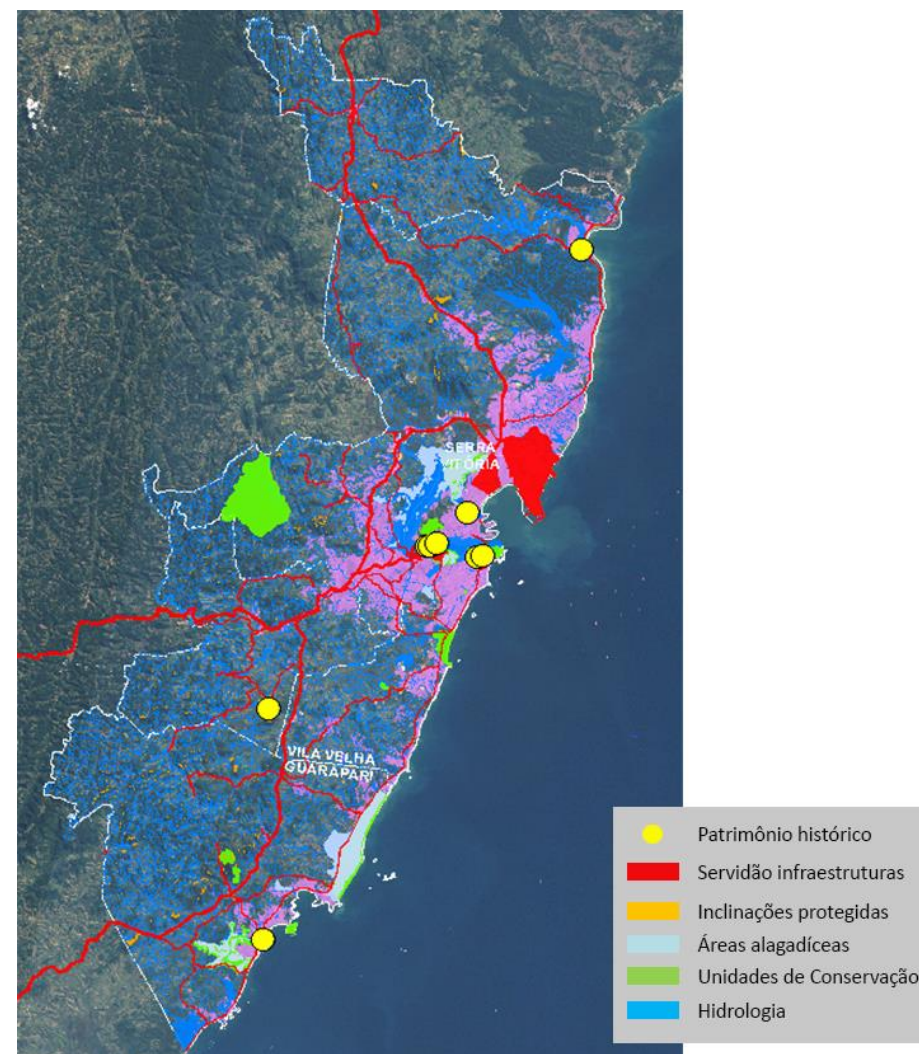 SERRA
VITÓRIA
VILA VELHA
GUARAPARI
Patrimônio histórico
Servidão infraestruturas
Inclinações protegidas
Áreas alagadíceas
Unidades de Conservação
Hidrologia